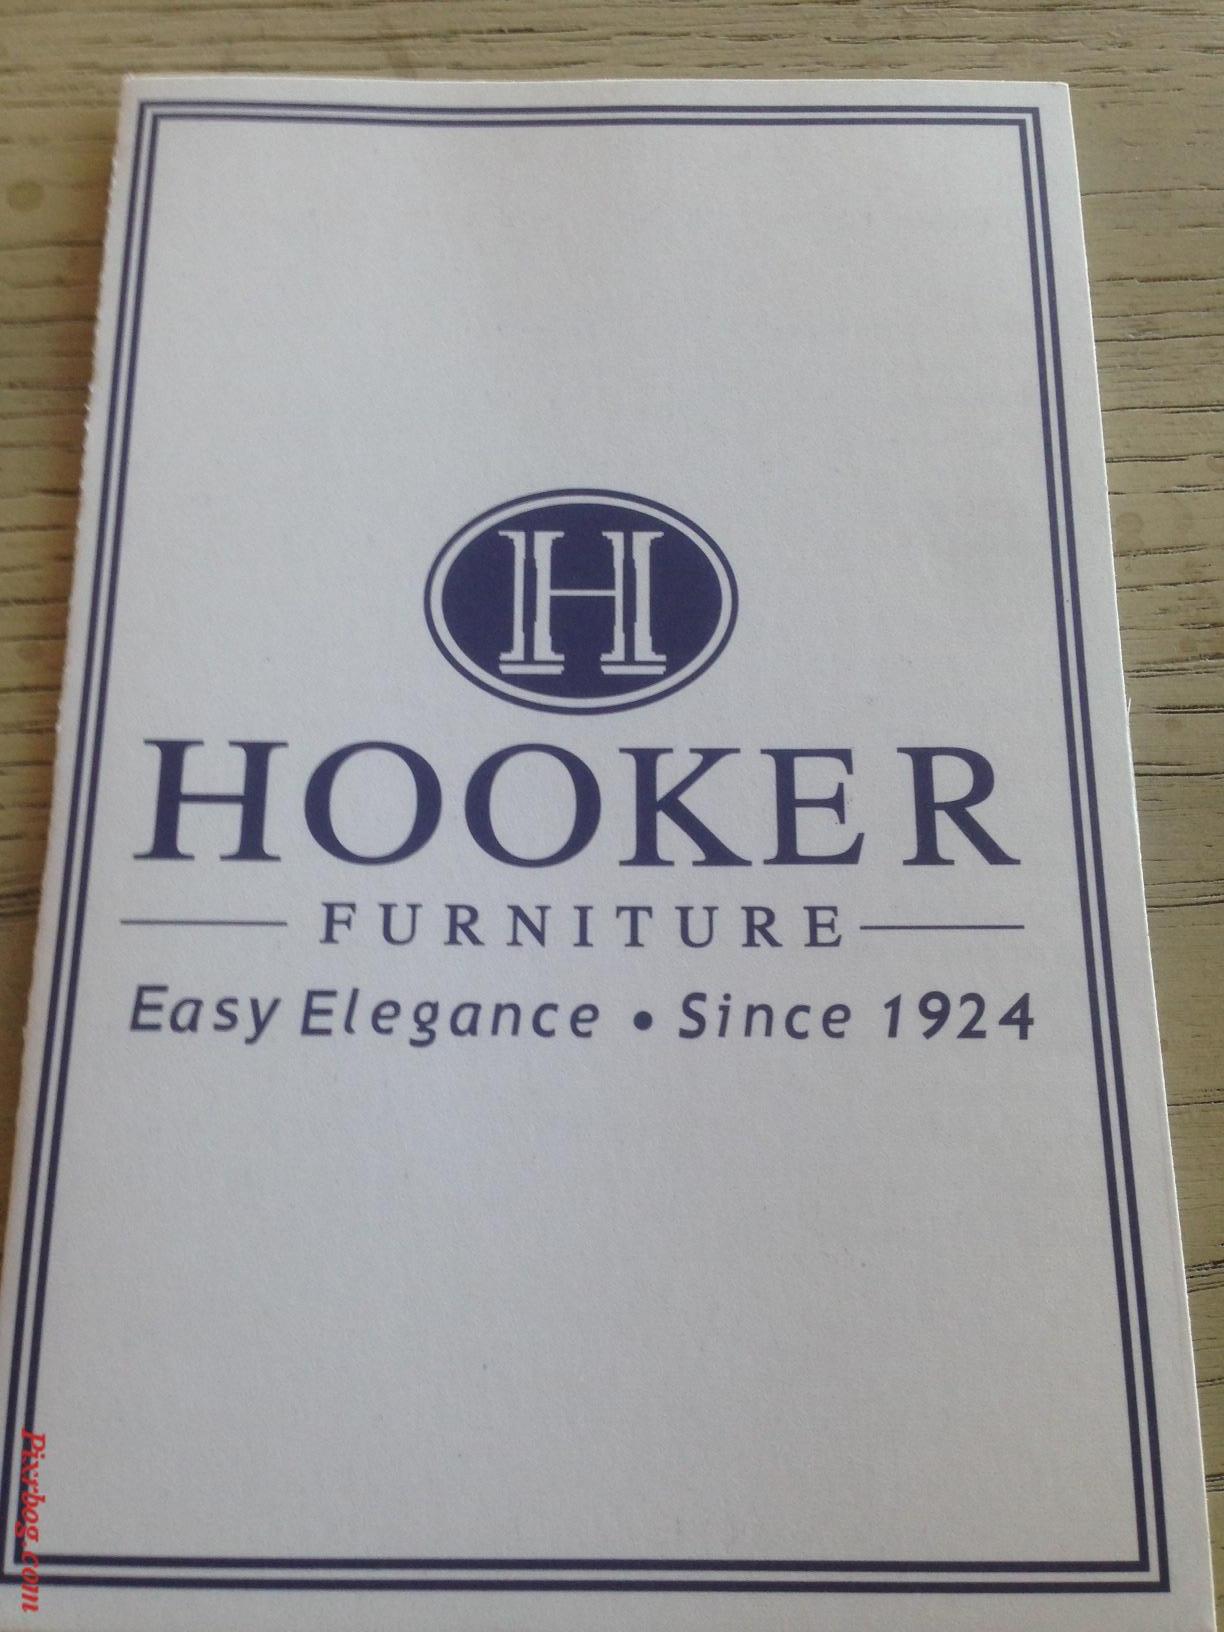 H
HOOKER
FURNITURE
Easy Elegance • Since 1924
Pixrbog.com